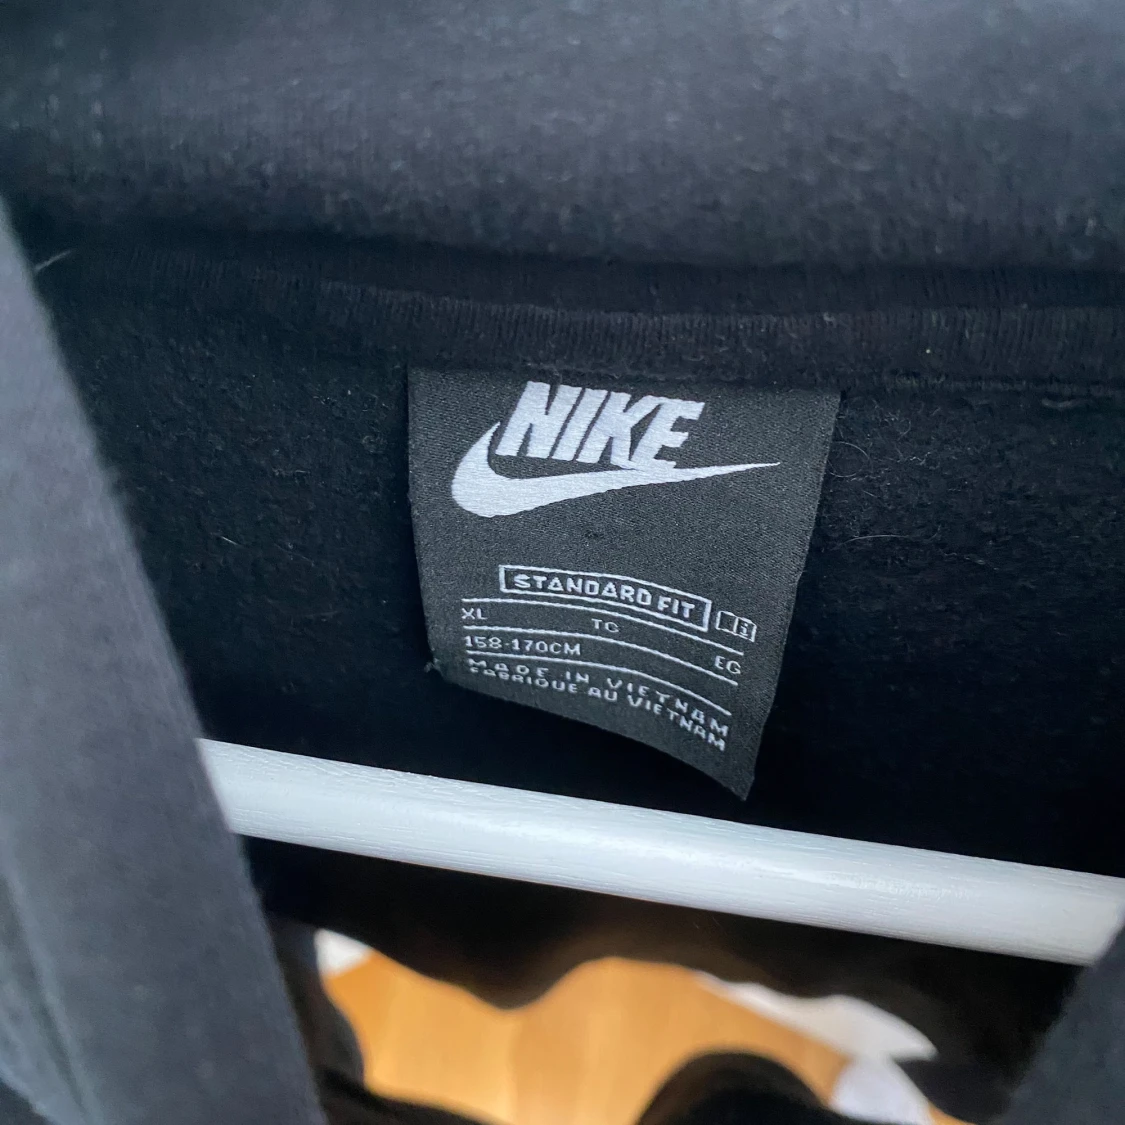 NIKE
STANDARD FIT
XL TG EG
158-170CM
MADE IN VIETNAM
FABRIQUE AU VIETNAM